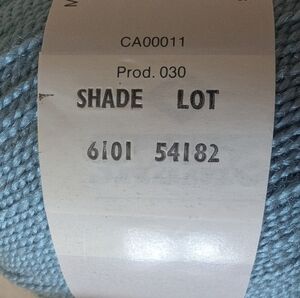 CA00011
Prod. 030
SHADE LOT
6101 54182